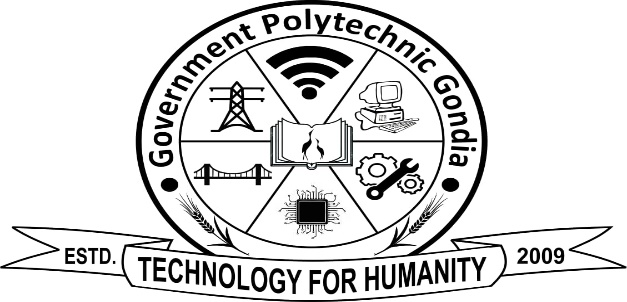 Government Polytechnic Gondia
ESTD.
2009
TECHNOLOGY FOR HUMANITY